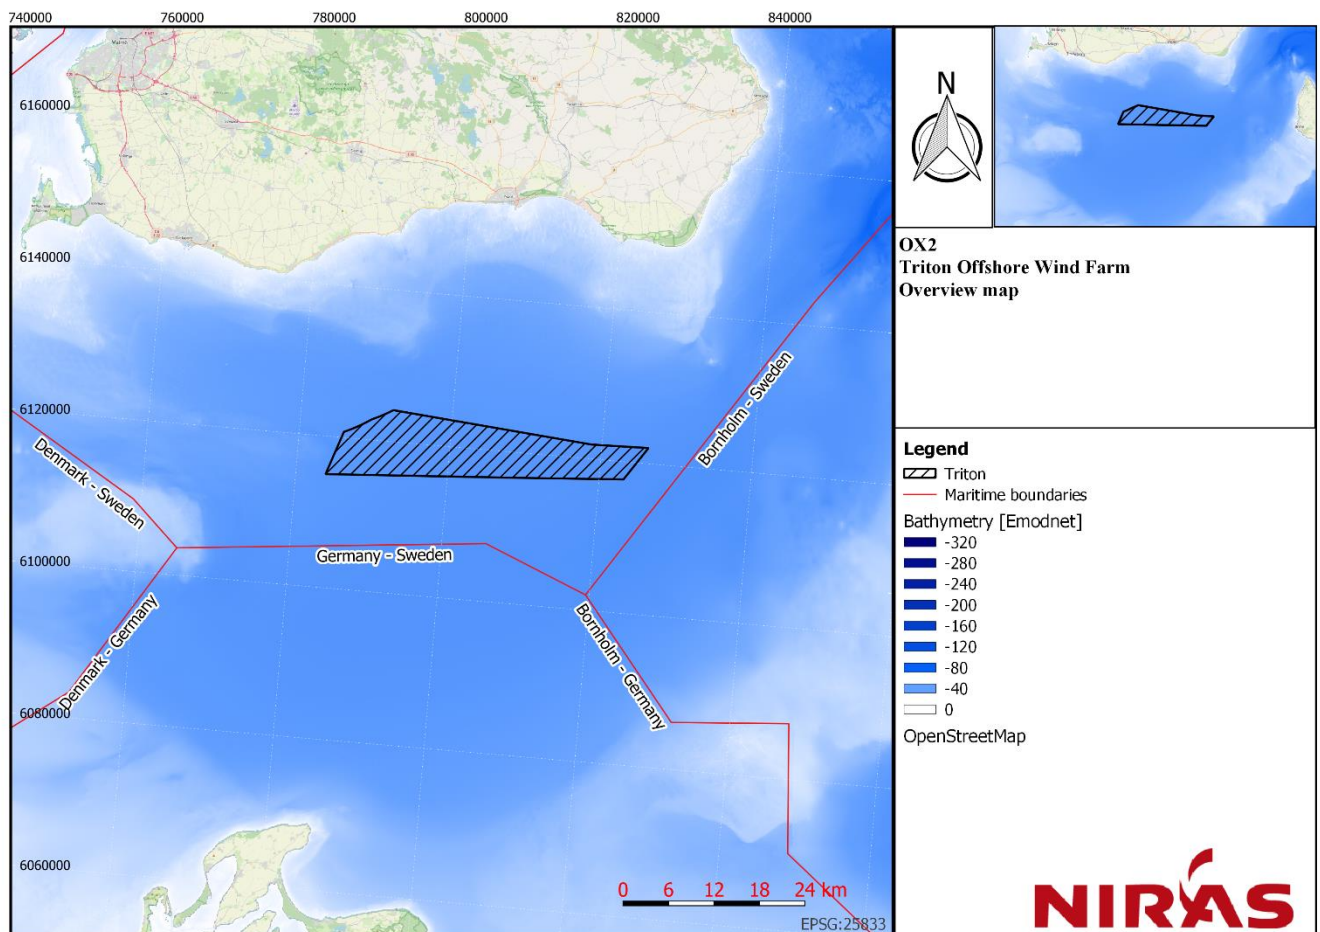 740000 760000 780000 800000 820000 840000
6160000
6140000
6120000
6100000
6080000
6060000
Denmark - Sweden
Denmark - Germany
Germany - Sweden
Bornholm - Sweden
Bornholm - Germany
0 6 12 18 24 km
EPSG:25833
N
OX2
Triton Offshore Wind Farm
Overview map
Legend
Triton
Maritime boundaries
Bathymetry [Emodnet]
-320
-280
-240
-200
-160
-120
-80
-40
0
OpenStreetMap
NIRAS